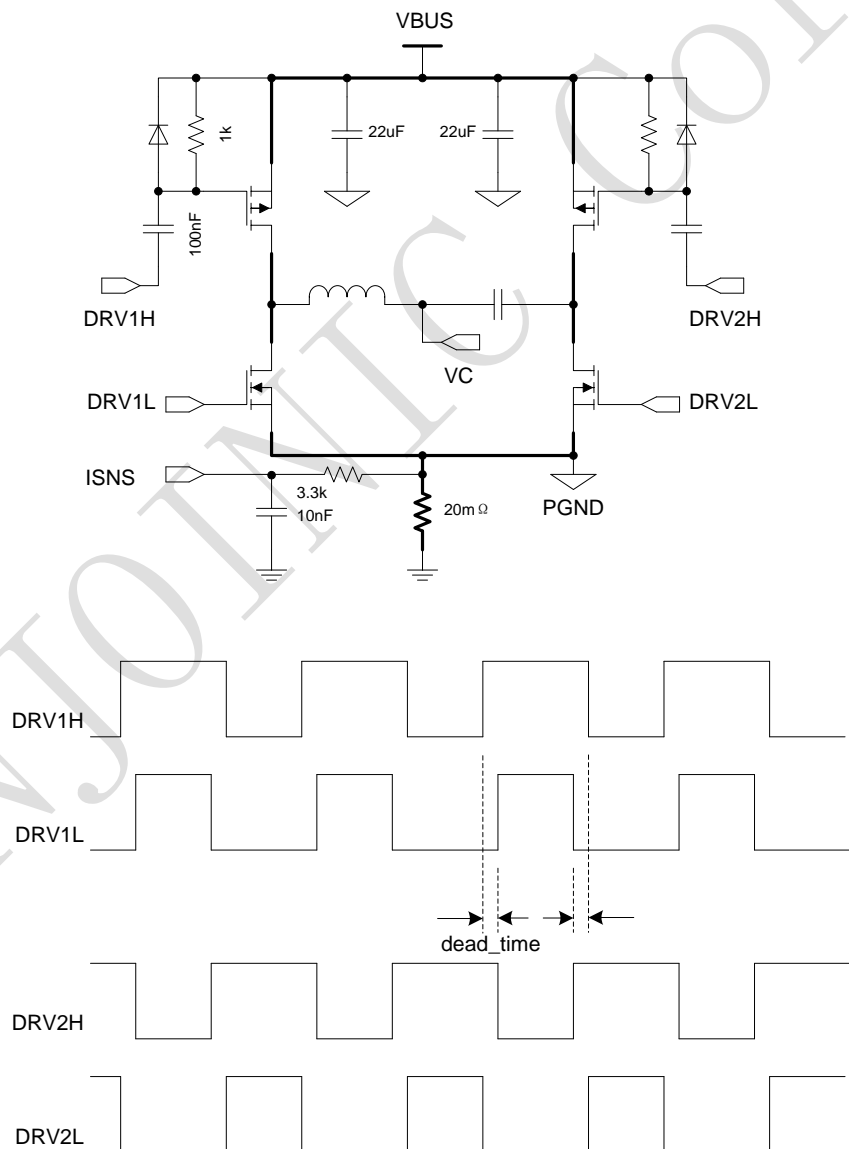 VBUS
1k
22uF
22uF
100nF
DRV1H
DRV2H
VC
DRV1L
DRV2L
ISNS
3.3k
10nF
20mΩ
PGND
DRV1H
DRV1L
dead_time
DRV2H
DRV2L